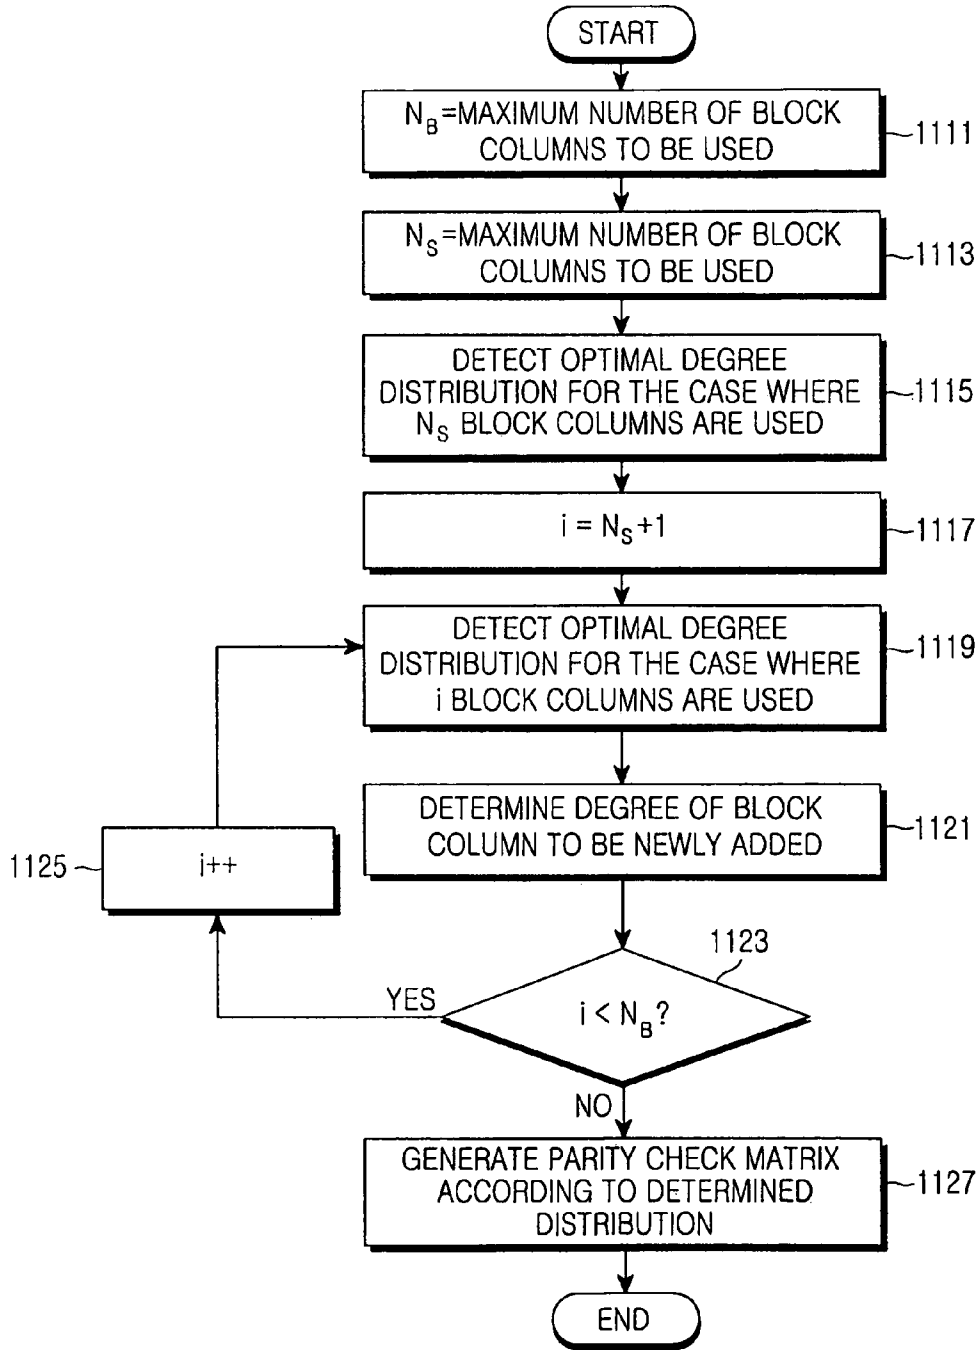 START
N_B=MAXIMUM NUMBER OF BLOCK
COLUMNS TO BE USED
1111
N_S=MAXIMUM NUMBER OF BLOCK
COLUMNS TO BE USED
1113
DETECT OPTIMAL DEGREE
DISTRIBUTION FOR THE CASE WHERE
N_S BLOCK COLUMNS ARE USED
1115
i = N_S+1
1117
DETECT OPTIMAL DEGREE
DISTRIBUTION FOR THE CASE WHERE
i BLOCK COLUMNS ARE USED
1119
DETERMINE DEGREE OF BLOCK
COLUMN TO BE NEWLY ADDED
1121
1125
i++
1123
YES
i < N_B?
NO
GENERATE PARITY CHECK MATRIX
ACCORDING TO DETERMINED
DISTRIBUTION
1127
END